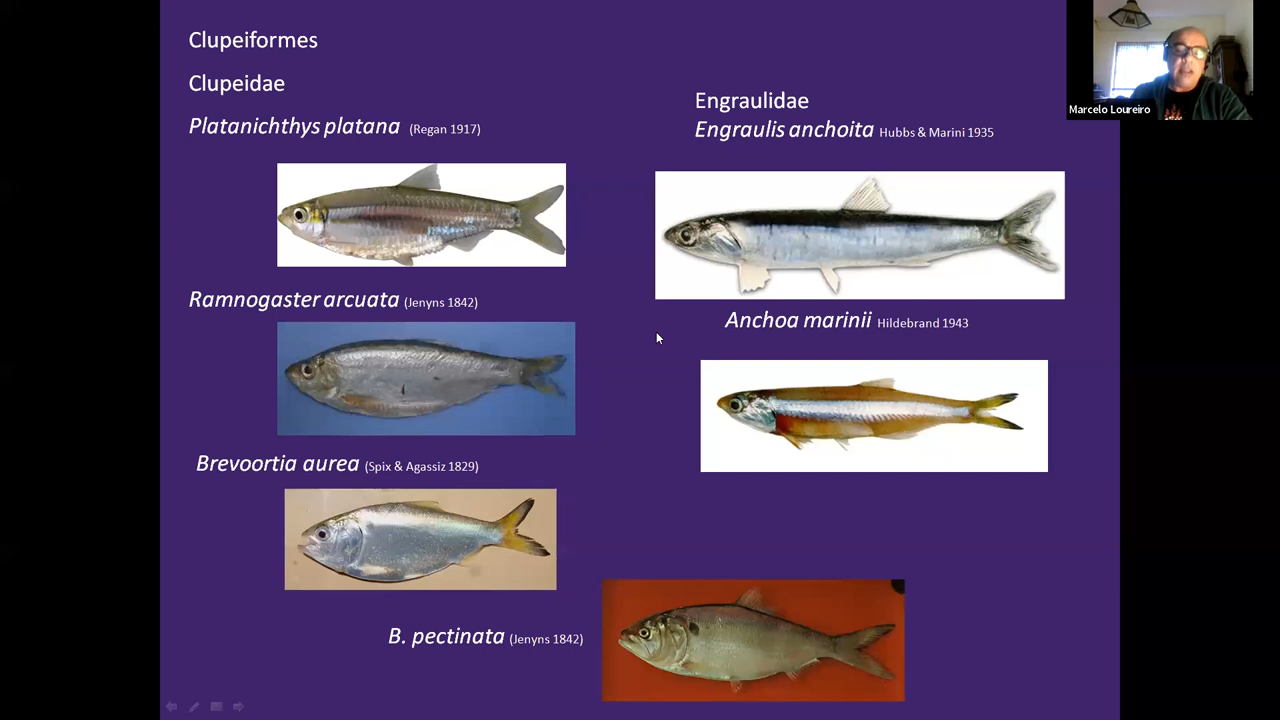 Clupeiformes
Clupeidae
Platanichthys platana (Regan 1917)
Ramnogaster arcuata (Jenyns 1842)
Brevoortia aurea (Spix & Agassiz 1829)
B. pectinata (Jenyns 1842)
Engraulidae
Engraulis anchoita Hubbs & Marini 1935
Anchoa marinii Hildebrand 1943
Marcelo Loureiro